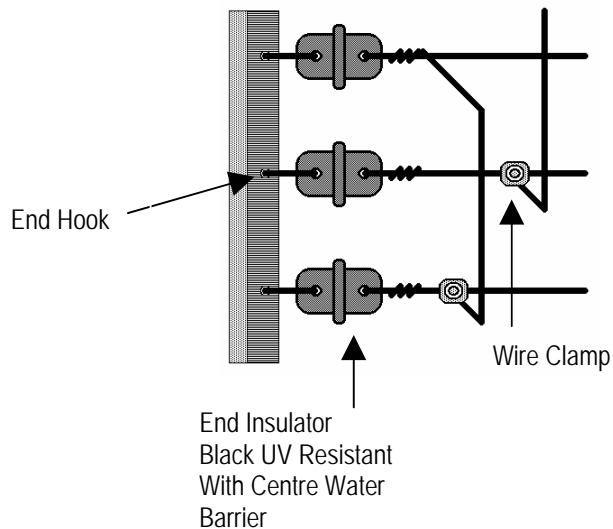 End Hook
Wire Clamp
End Insulator
Black UV Resistant
With Centre Water
Barrier